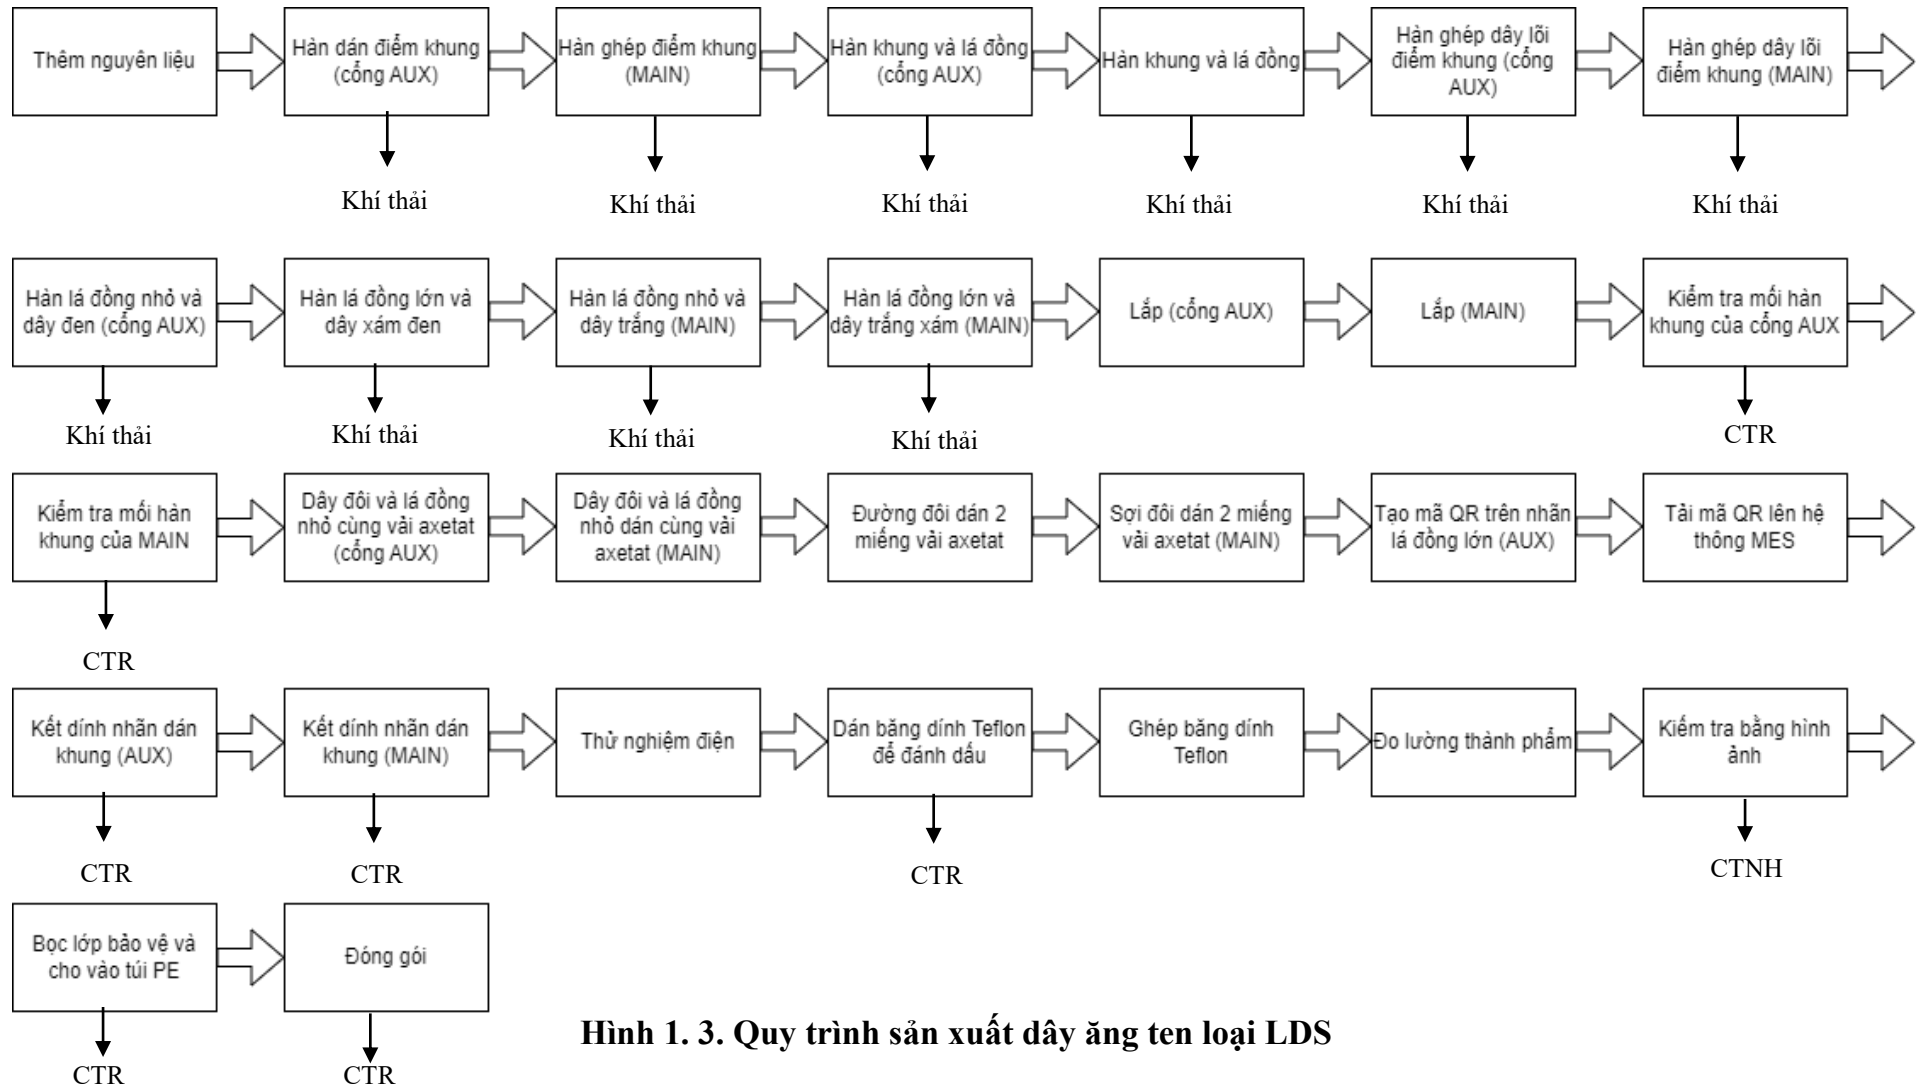 Thêm nguyên liệu
Hàn dán điểm khung
(cổng AUX)
Hàn ghép điểm khung
(MAIN)
Hàn khung và lá đồng
(cổng AUX)
Hàn khung và lá đồng
Hàn ghép dây lõi
điểm khung (cổng
AUX)
Hàn ghép dây lõi
điểm khung (MAIN)
Khí thải
Khí thải
Khí thải
Khí thải
Khí thải
Khí thải
Hàn lá đồng nhỏ và
dây đen (cổng AUX)
Hàn lá đồng lớn và
dây xám đen
Hàn lá đồng nhỏ và
dây trắng (MAIN)
Hàn lá đồng lớn và
dây trắng xám (MAIN)
Lắp (cổng AUX)
Lắp (MAIN)
Kiểm tra mối hàn
khung của cổng AUX
Khí thải
Khí thải
Khí thải
Khí thải
CTR
Kiểm tra mối hàn
khung của MAIN
Dây đôi và lá đồng
nhỏ cùng vải axetat
(cổng AUX)
Dây đôi và lá đồng
nhỏ dán cùng vải
axetat (MAIN)
Đường đôi dán 2
miếng vải axetat
Sợi đôi dán 2 miếng
vải axetat (MAIN)
Tạo mã QR trên nhãn
lá đồng lớn (AUX)
Tải mã QR lên hệ
thông MES
CTR
Kết dính nhãn dán
khung (AUX)
Kết dính nhãn dán
khung (MAIN)
Thử nghiệm điện
Dán băng dính Teflon
để đánh dấu
Ghép băng dính
Teflon
Đo lường thành phẩm
Kiểm tra bằng hình
ảnh
CTR
CTR
CTR
CTNH
Bọc lớp bảo vệ và
cho vào túi PE
Đóng gói
CTR
CTR
Hình 1. 3. Quy trình sản xuất dây ăng ten loại LDS